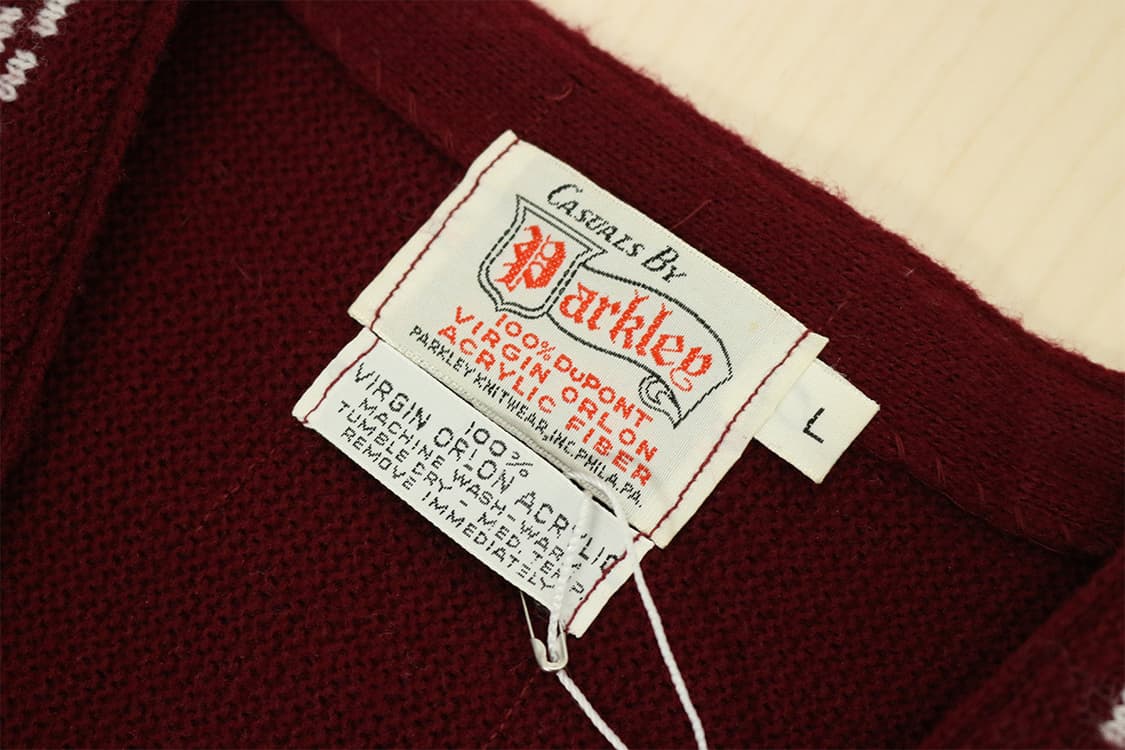 Casuals By
Parkley
100% DuPONT
VIRGIN ORLON
ACRYLIC FIBER
PARKLEY KNITWEAR, INC. PHILA. PA.
L
100%
VIRGIN ORLON ACRYLIC
MACHINE WASH-WARM
TUMBLE DRY - MED. TEMP.
REMOVE IMMEDIATELY